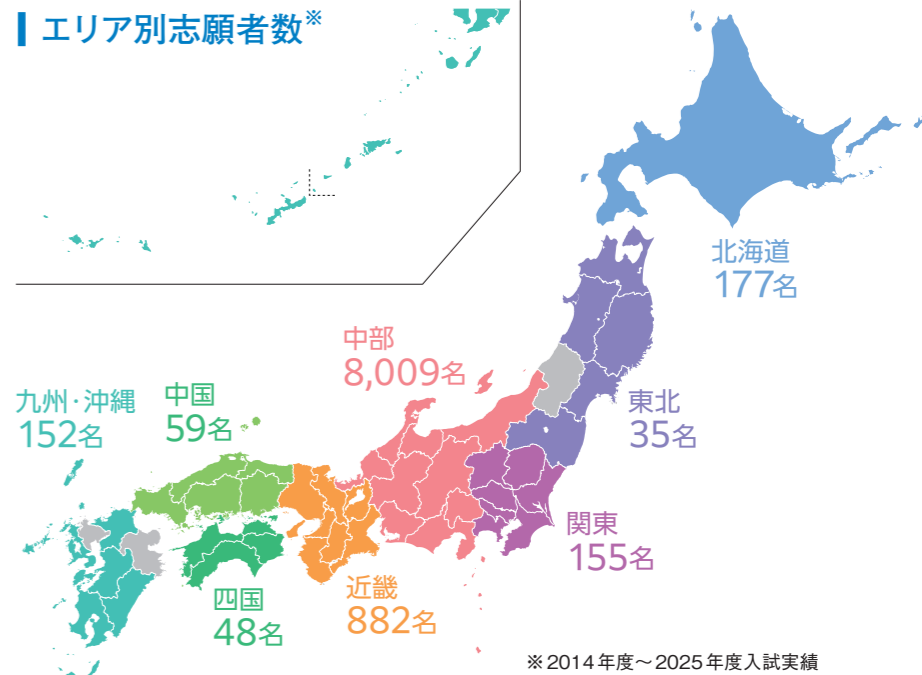 エリア別志願者数※
北海道
177名
中部
8,009名
九州・沖縄
152名
中国
59名
東北
35名
関東
155名
近畿
882名
四国
48名
※2014年度～2025年度入試実績